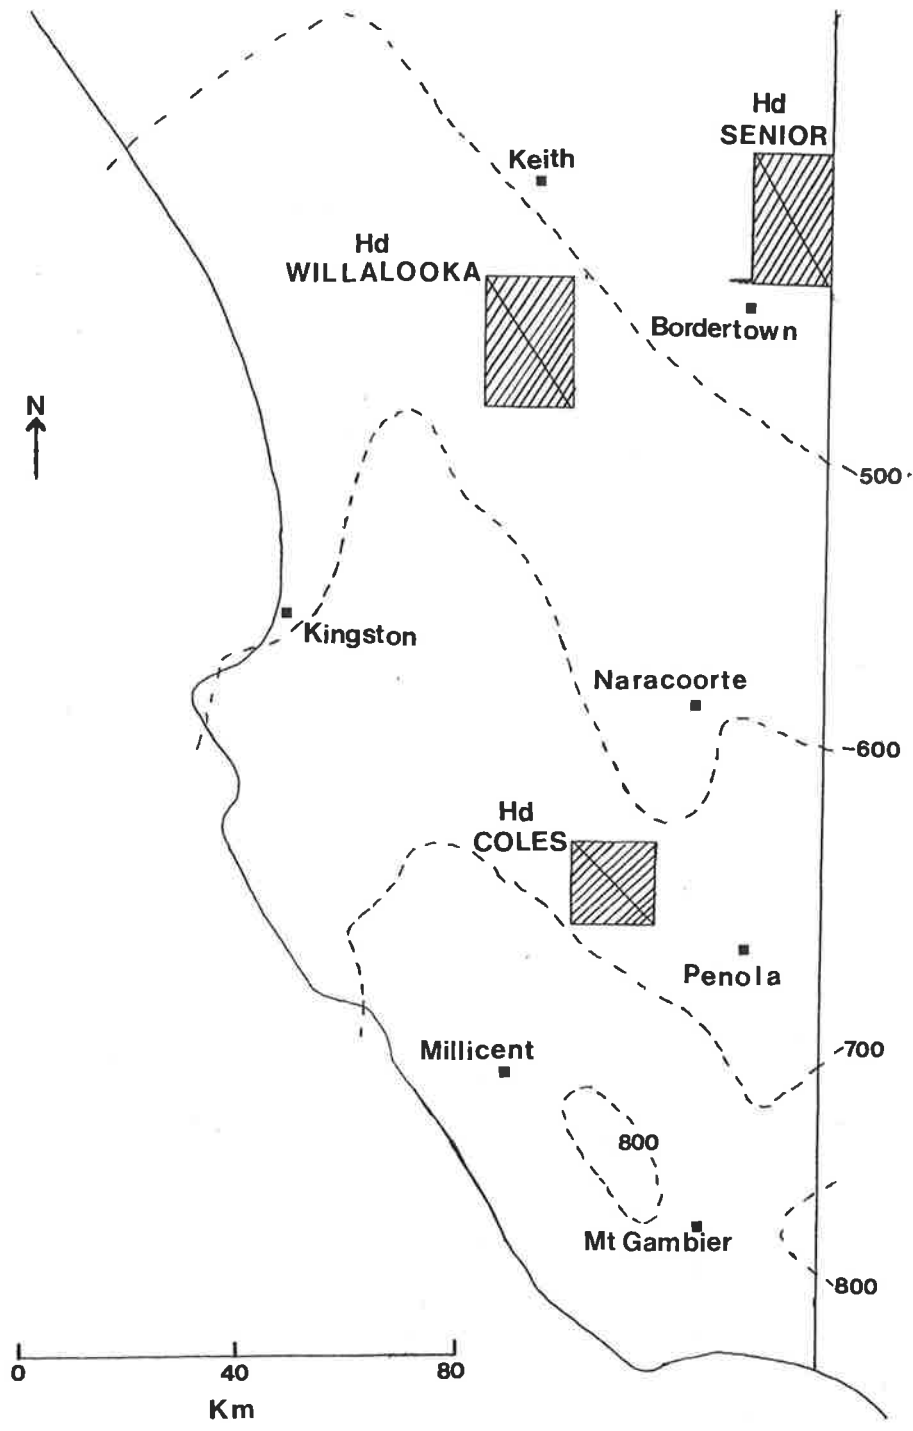 Hd
SENIOR
Keith
Hd
WILLALOOKA
Bordertown
N
500
Kingston
Naracoorte
600
Hd
COLES
Penola
700
Millicent
800
Mt Gambier
800
0 40 80
Km